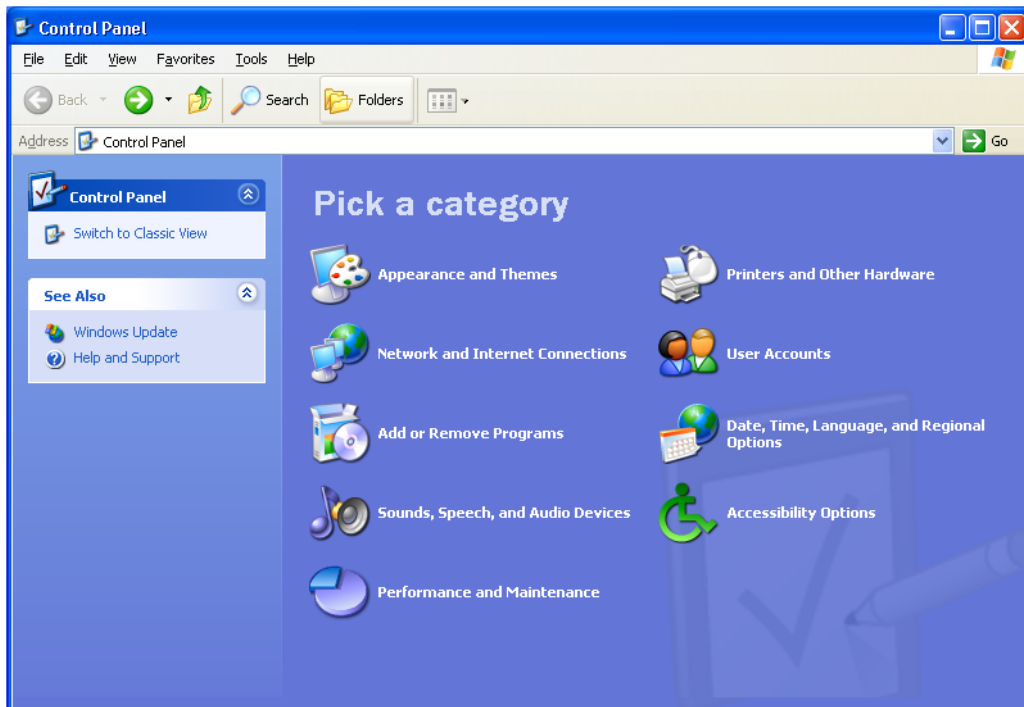 Control Panel
File Edit View Favorites Tools Help
Back Search Folders
Address Control Panel Go
Control Panel
Switch to Classic View
See Also
Windows Update
Help and Support
Pick a category
Appearance and Themes
Printers and Other Hardware
Network and Internet Connections
User Accounts
Add or Remove Programs
Date, Time, Language, and Regional
Options
Sounds, Speech, and Audio Devices
Accessibility Options
Performance and Maintenance